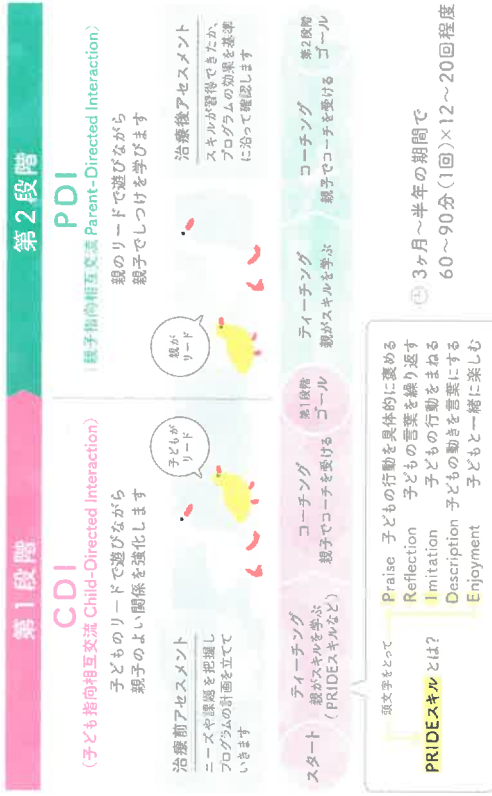 第1段階
CDI
(子ども指向相互交流 Child-Directed Interaction)
子どものリードで遊びながら
親子のよい関係を強化します
第2段階
PDI
(親子指向相互交流 Parent-Directed Interaction)
親のリードで遊びながら
親子でしつけを学びます
治療前アセスメント
ニーズや課題を把握し
プログラムの計画を立てて
いきます
子どもが
リード
親が
リード
治療後アセスメント
スキルが習得できたか、
プログラムの効果を基準
に沿って確認します
スタート
ティーチング
親がスキルを学ぶ
(PRIDEスキルなど)
コーチング
親子でコーチを受ける
第1段階
ゴール
ティーチング
親がスキルを学ぶ
コーチング
親子でコーチを受ける
第2段階
ゴール
頭文字をとって
PRIDEスキルとは?
Praise 子どもの行動を具体的に褒める
Reflection 子どもの言葉を繰り返す
Imitation 子どもの行動をまねる
Description 子どもの動きを言葉にする
Enjoyment 子どもと一緒に楽しむ
3ヶ月〜半年の期間で
60〜90分(1回)×12〜20回程度